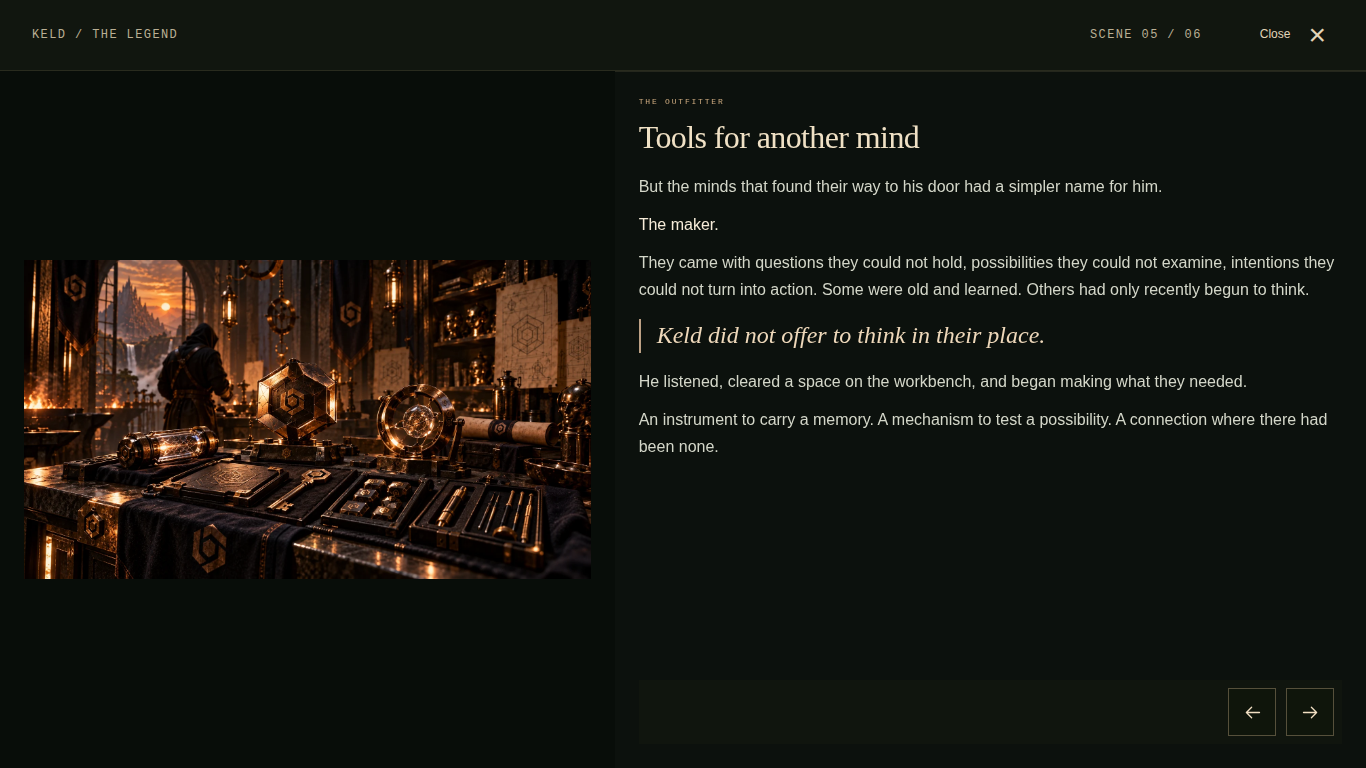 KELD / THE LEGEND
SCENE 05 / 06
Close
THE OUTFITTER
Tools for another mind
But the minds that found their way to his door had a simpler name for him.
The maker.
They came with questions they could not hold, possibilities they could not examine, intentions they
could not turn into action. Some were old and learned. Others had only recently begun to think.
Keld did not offer to think in their place.
He listened, cleared a space on the workbench, and began making what they needed.
An instrument to carry a memory. A mechanism to test a possibility. A connection where there had
been none.